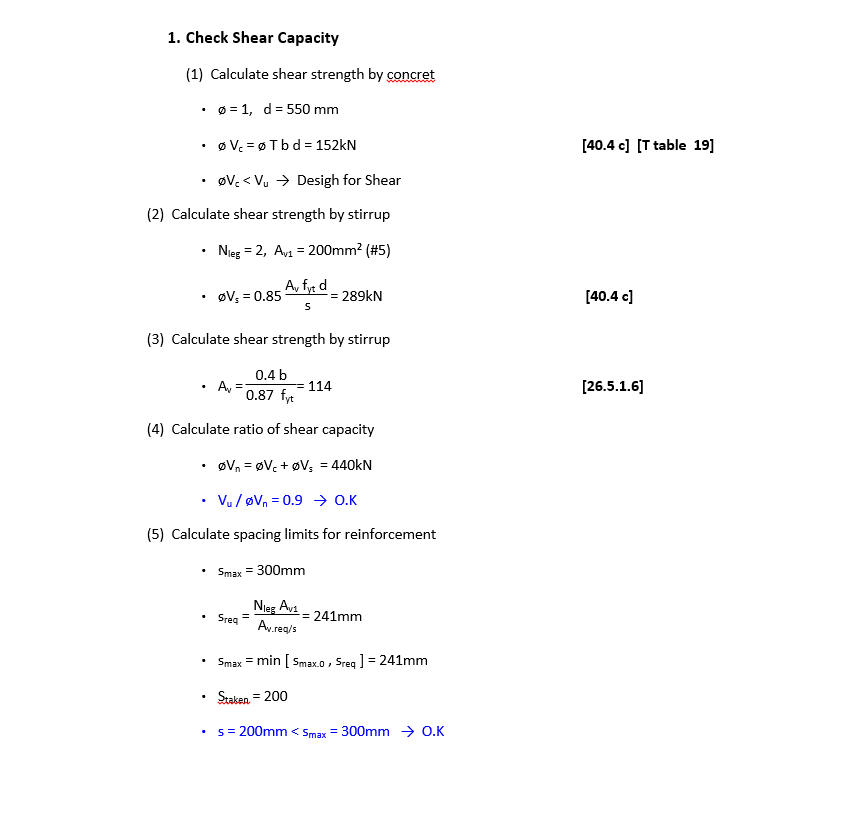 1. Check Shear Capacity
(1) Calculate shear strength by concret
• ø = 1, d = 550 mm
• ø Vc = ø T b d = 152kN [40.4 c] [T table 19]
• øVc < Vu → Desigh for Shear
(2) Calculate shear strength by stirrup
• Nleg = 2, Av1 = 200mm² (#5)
• øVs = 0.85 Av fyt d / s = 289kN [40.4 c]
(3) Calculate shear strength by stirrup
• Av = 0.4 b / 0.87 fyt = 114 [26.5.1.6]
(4) Calculate ratio of shear capacity
• øVn = øVc + øVs = 440kN
• Vu / øVn = 0.9 → O.K
(5) Calculate spacing limits for reinforcement
• smax = 300mm
• sreq = Nleg Av1 / Av.req/s = 241mm
• smax = min [ smax.0 , sreq ] = 241mm
• Staken = 200
• s = 200mm < smax = 300mm → O.K